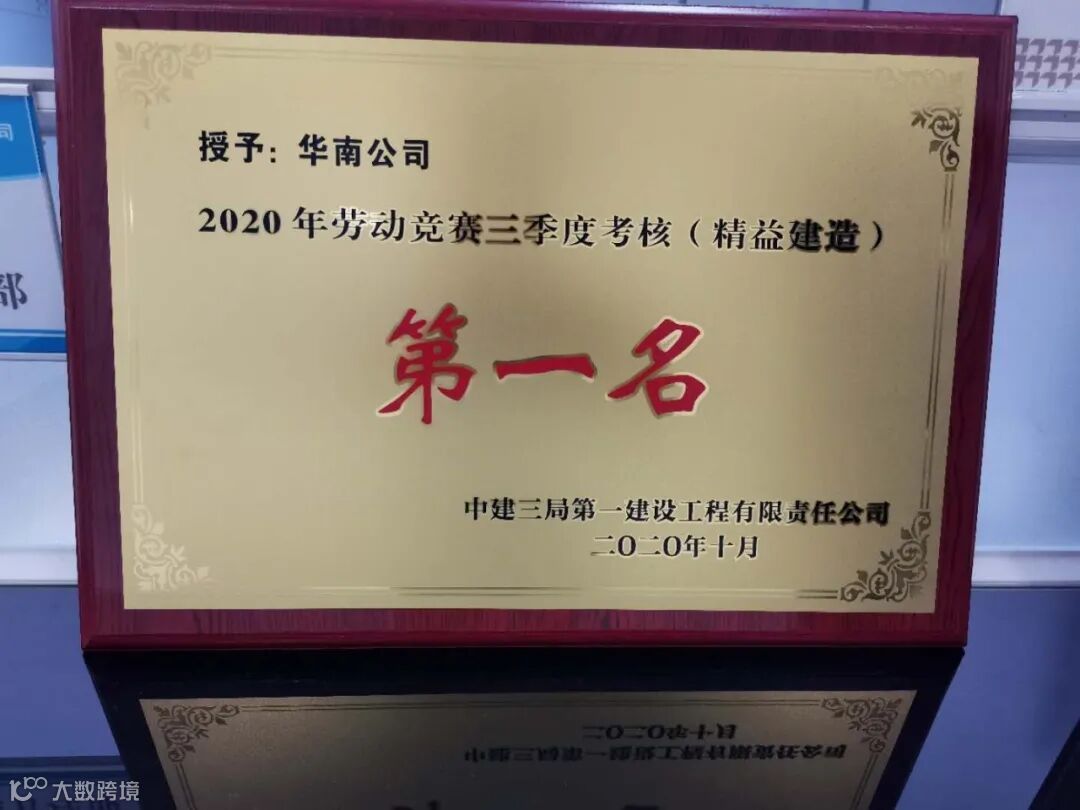 司
部
授予：华南公司
2020年劳动竞赛三季度考核（精益建造）
第一名
中建三局第一建设工程有限责任公司
二〇二〇年十月
大数跨境